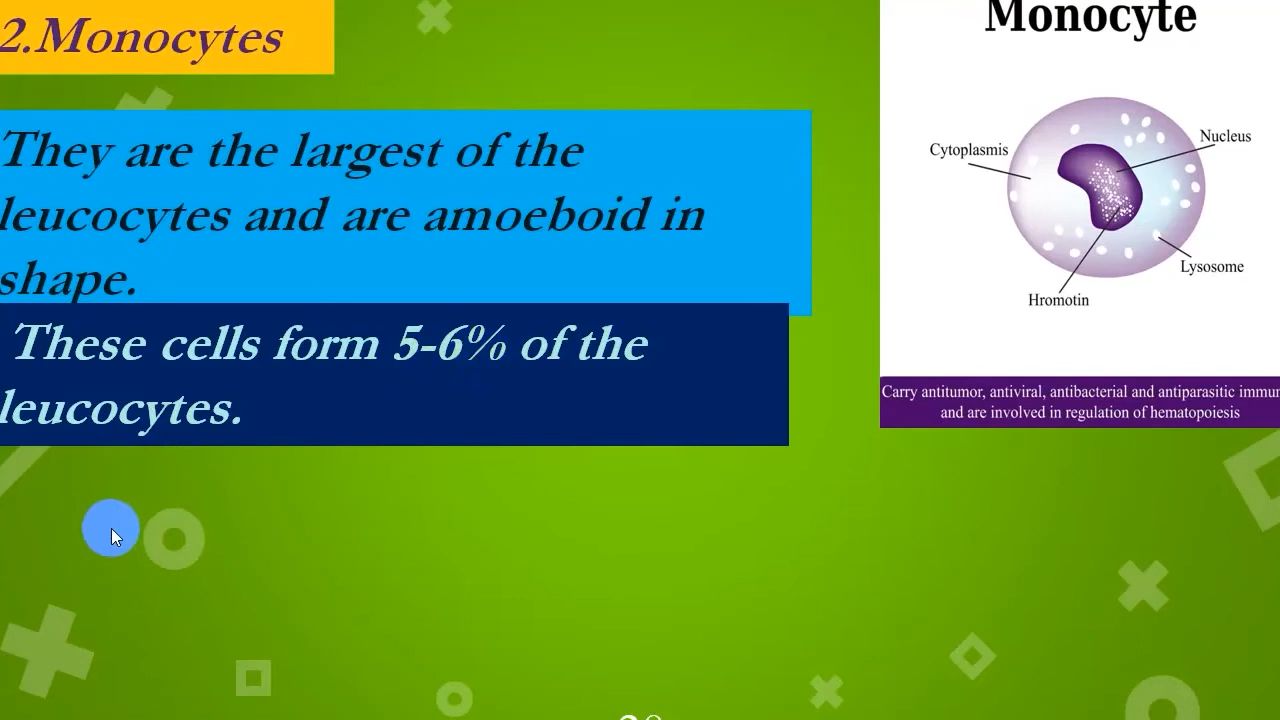 2.Monocytes
They are the largest of the
leucocytes and are amoeboid in
shape.
These cells form 5-6% of the
leucocytes.
Monocyte
Cytoplasmis
Nucleus
Lysosome
Hromotin
Carry antitumor, antiviral, antibacterial and antiparasitic immun
and are involved in regulation of hematopoiesis